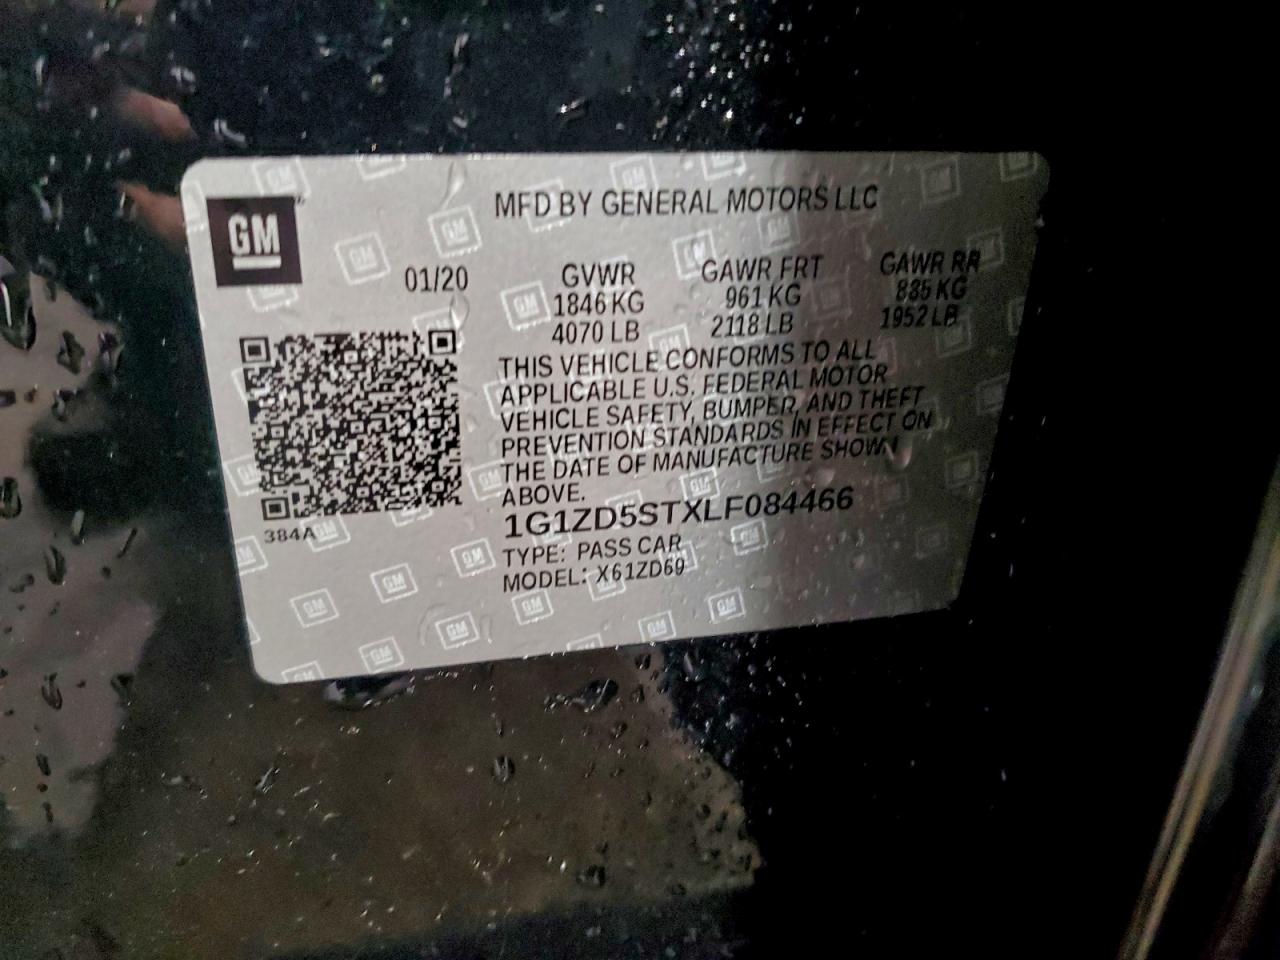 GM
MFD BY GENERAL MOTORS LLC
01/20
GVWR
1846 KG
4070 LB
GAWR FRT
961 KG
2118 LB
GAWR RR
885 KG
1952 LB
THIS VEHICLE CONFORMS TO ALL
APPLICABLE U.S. FEDERAL MOTOR
VEHICLE SAFETY, BUMPER, AND THEFT
PREVENTION STANDARDS IN EFFECT ON
THE DATE OF MANUFACTURE SHOWN
ABOVE.
1G1ZD5STXLF084466
TYPE: PASS CAR
MODEL: X61ZD69
384A